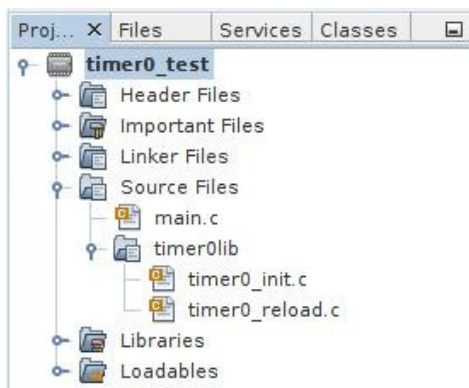 Proj... Files Services Classes
timer0_test
Header Files
Important Files
Linker Files
Source Files
main.c
timer0lib
timer0_init.c
timer0_reload.c
Libraries
Loadables